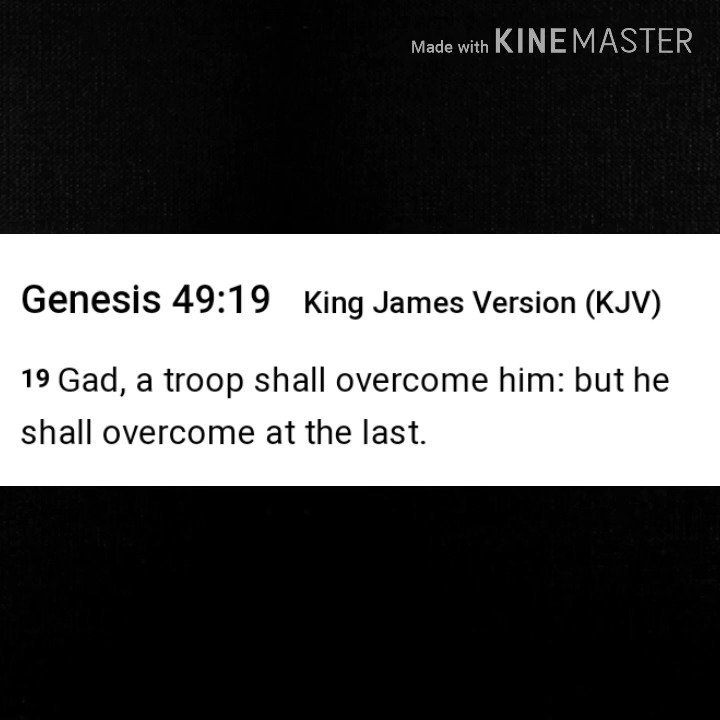 Made with KINEMASTER
Genesis 49:19 King James Version (KJV)
19 Gad, a troop shall overcome him: but he
shall overcome at the last.